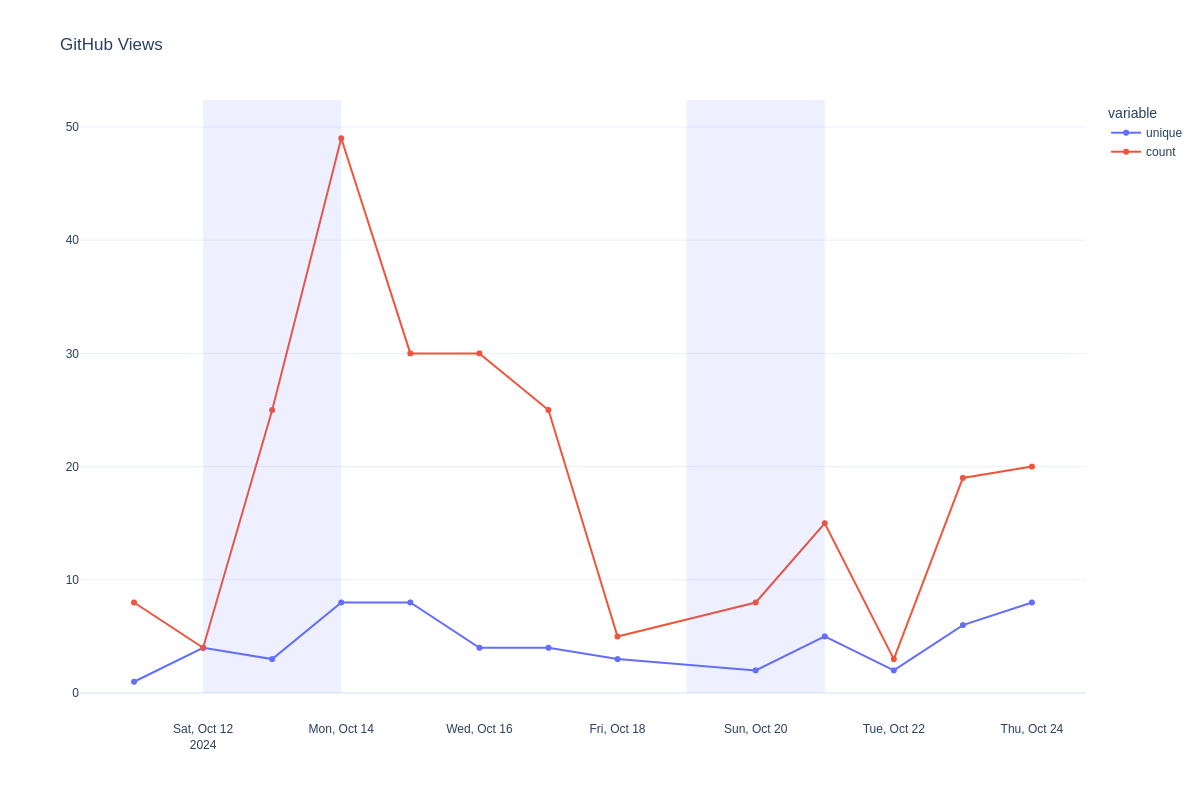 GitHub Views
variable
unique
count
50
40
30
20
10
0
Sat, Oct 12
2024
Mon, Oct 14
Wed, Oct 16
Fri, Oct 18
Sun, Oct 20
Tue, Oct 22
Thu, Oct 24